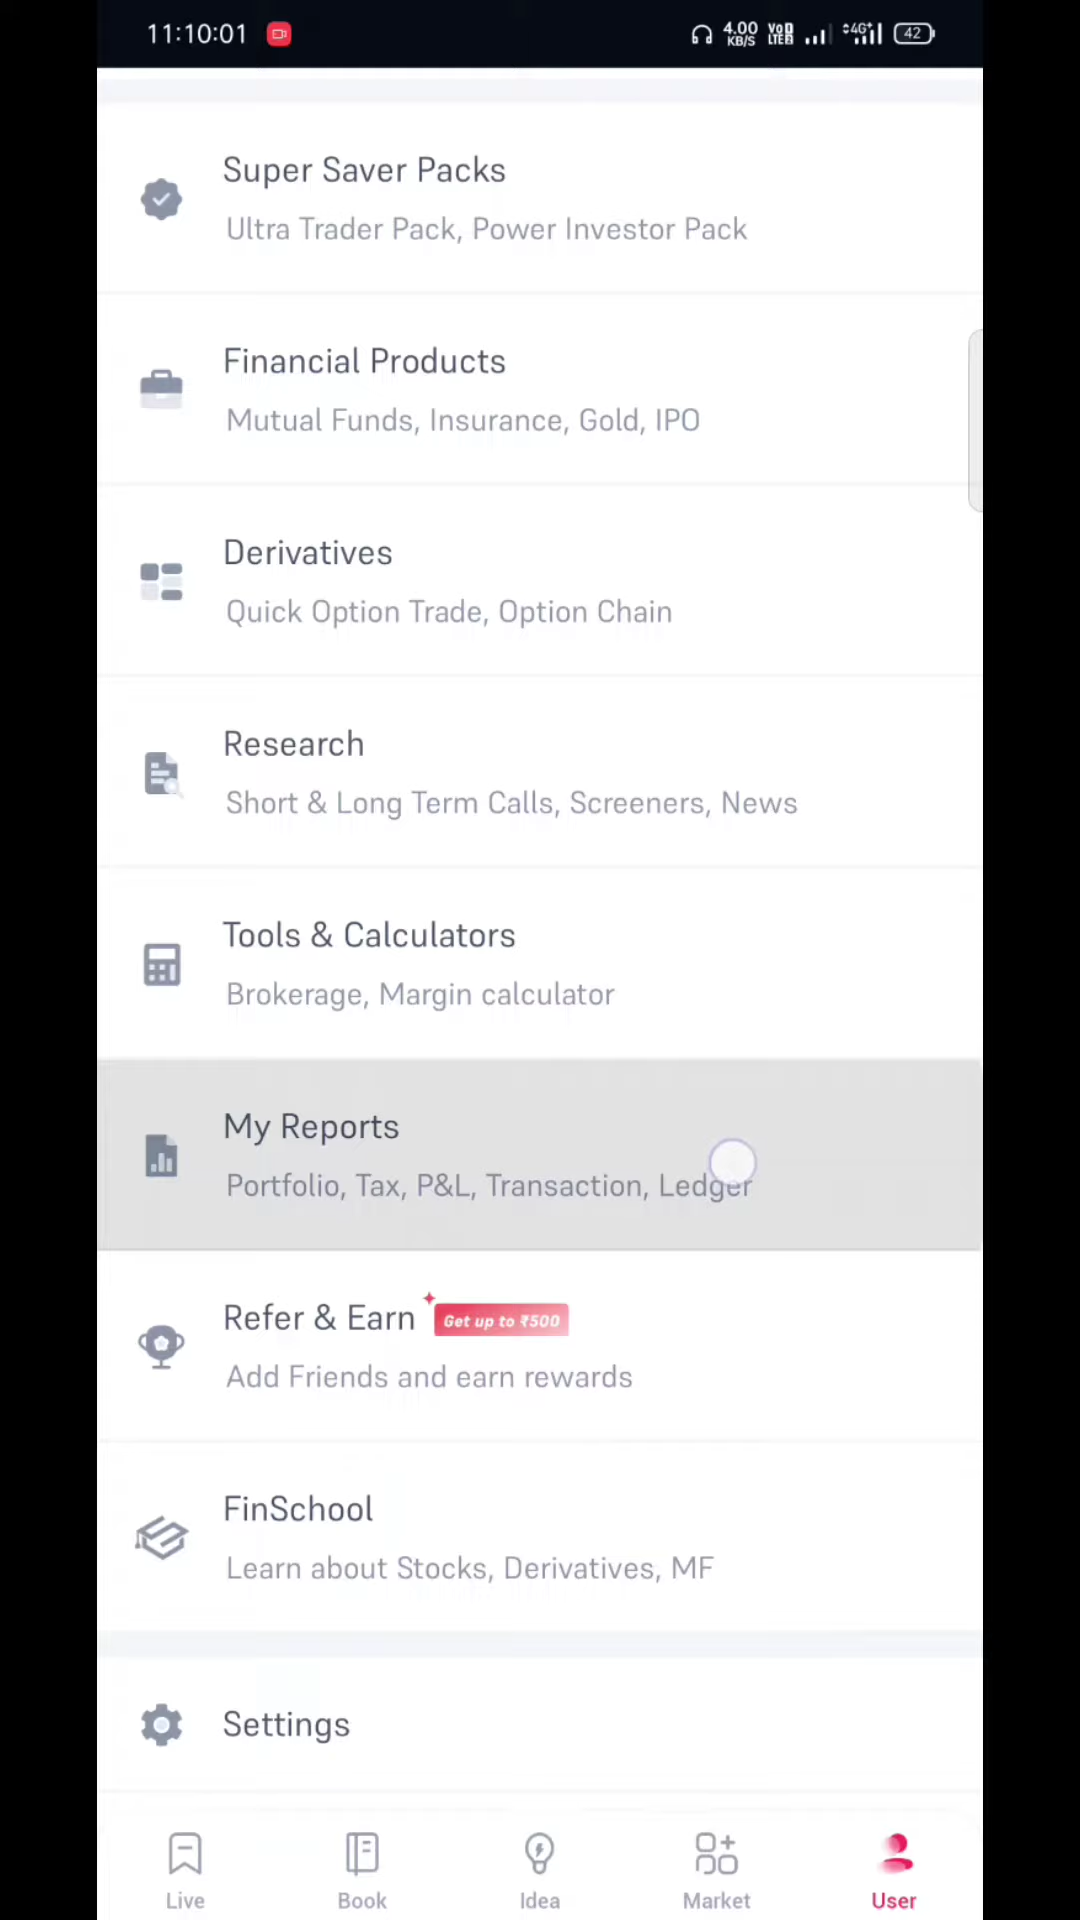 11:10:01
4.00
KB/S
Vo
LTE2
4G+
42
Super Saver Packs
Ultra Trader Pack, Power Investor Pack
Financial Products
Mutual Funds, Insurance, Gold, IPO
Derivatives
Quick Option Trade, Option Chain
Research
Short & Long Term Calls, Screeners, News
Tools & Calculators
Brokerage, Margin calculator
My Reports
Portfolio, Tax, P&L, Transaction, Ledger
Refer & Earn
Get up to ₹500
Add Friends and earn rewards
FinSchool
Learn about Stocks, Derivatives, MF
Settings
Live
Book
Idea
Market
User